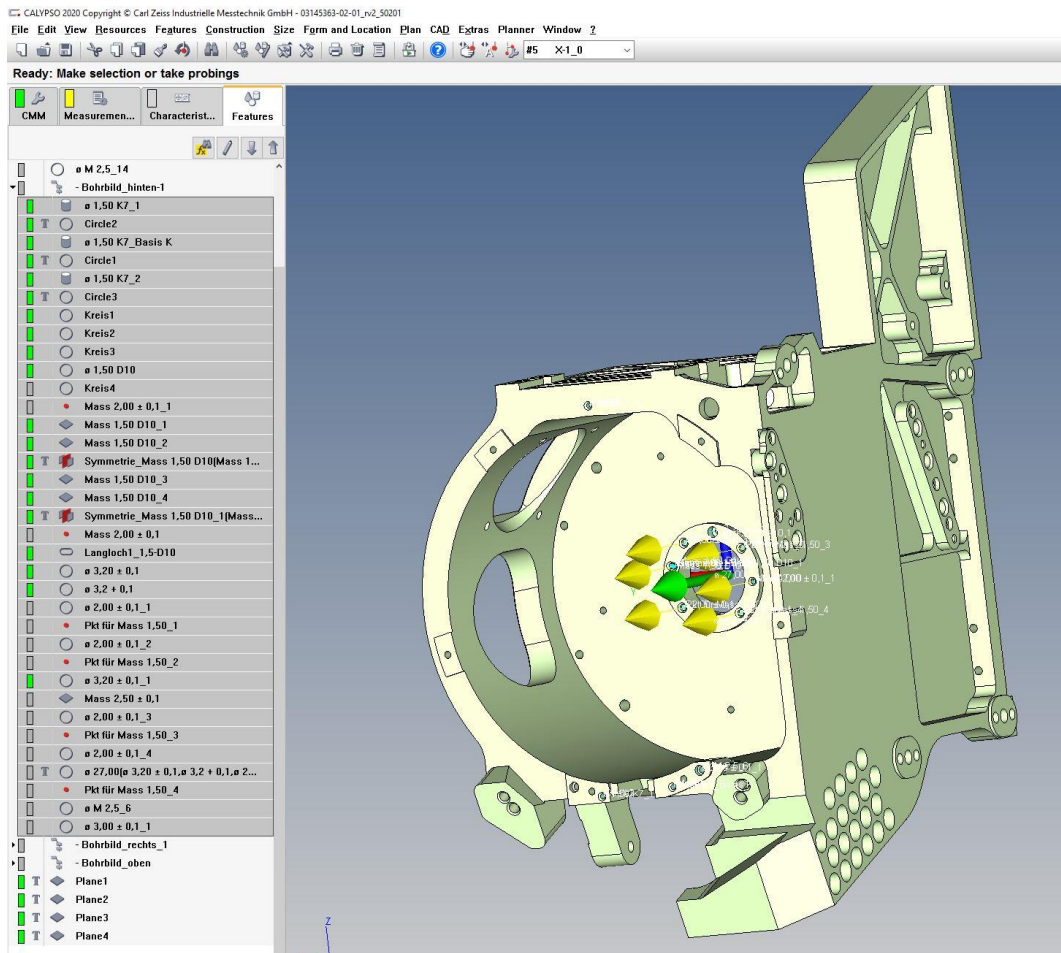 CALYPSO 2020 Copyright © Carl Zeiss Industrielle Messtechnik GmbH - 03145363-02-01_rv2_50201
File Edit View Resources Features Construction Size Form and Location Plan CAD Extras Planner Window ?
#5 X-1_0
Ready: Make selection or take probings
CMM Measuremen... Characterist... Features
ø M 2,5_14
- Bohrbild_hinten-1
ø 1,50 K7_1
T Circle2
ø 1,50 K7_Basis K
T Circle1
ø 1,50 K7_2
T Circle3
Kreis1
Kreis2
Kreis3
ø 1,50 D10
Kreis4
Mass 2,00 ± 0,1_1
Mass 1,50 D10_1
Mass 1,50 D10_2
T Symmetrie_Mass 1,50 D10(Mass 1...
Mass 1,50 D10_3
Mass 1,50 D10_4
T Symmetrie_Mass 1,50 D10_1(Mass...
Mass 2,00 ± 0,1
Langloch1_1,5-D10
ø 3,20 ± 0,1
ø 3,2 + 0,1
ø 2,00 ± 0,1_1
Pkt für Mass 1,50_1
ø 2,00 ± 0,1_2
Pkt für Mass 1,50_2
ø 3,20 ± 0,1_1
Mass 2,50 ± 0,1
ø 2,00 ± 0,1_3
Pkt für Mass 1,50_3
ø 2,00 ± 0,1_4
T ø 27,00(ø 3,20 ± 0,1,ø 3,2 + 0,1,ø 2...
Pkt für Mass 1,50_4
ø M 2,5_6
ø 3,00 ± 0,1_1
- Bohrbild_rechts_1
- Bohrbild_oben
T Plane1
T Plane2
T Plane3
T Plane4
Z